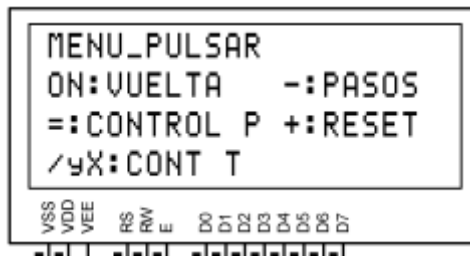 MENU_PULSAR
ON:VUELTA -:PASOS
=:CONTROL P +:RESET
/yX:CONT T
VSS VDD VEE RS RW E D0 D1 D2 D3 D4 D5 D6 D7